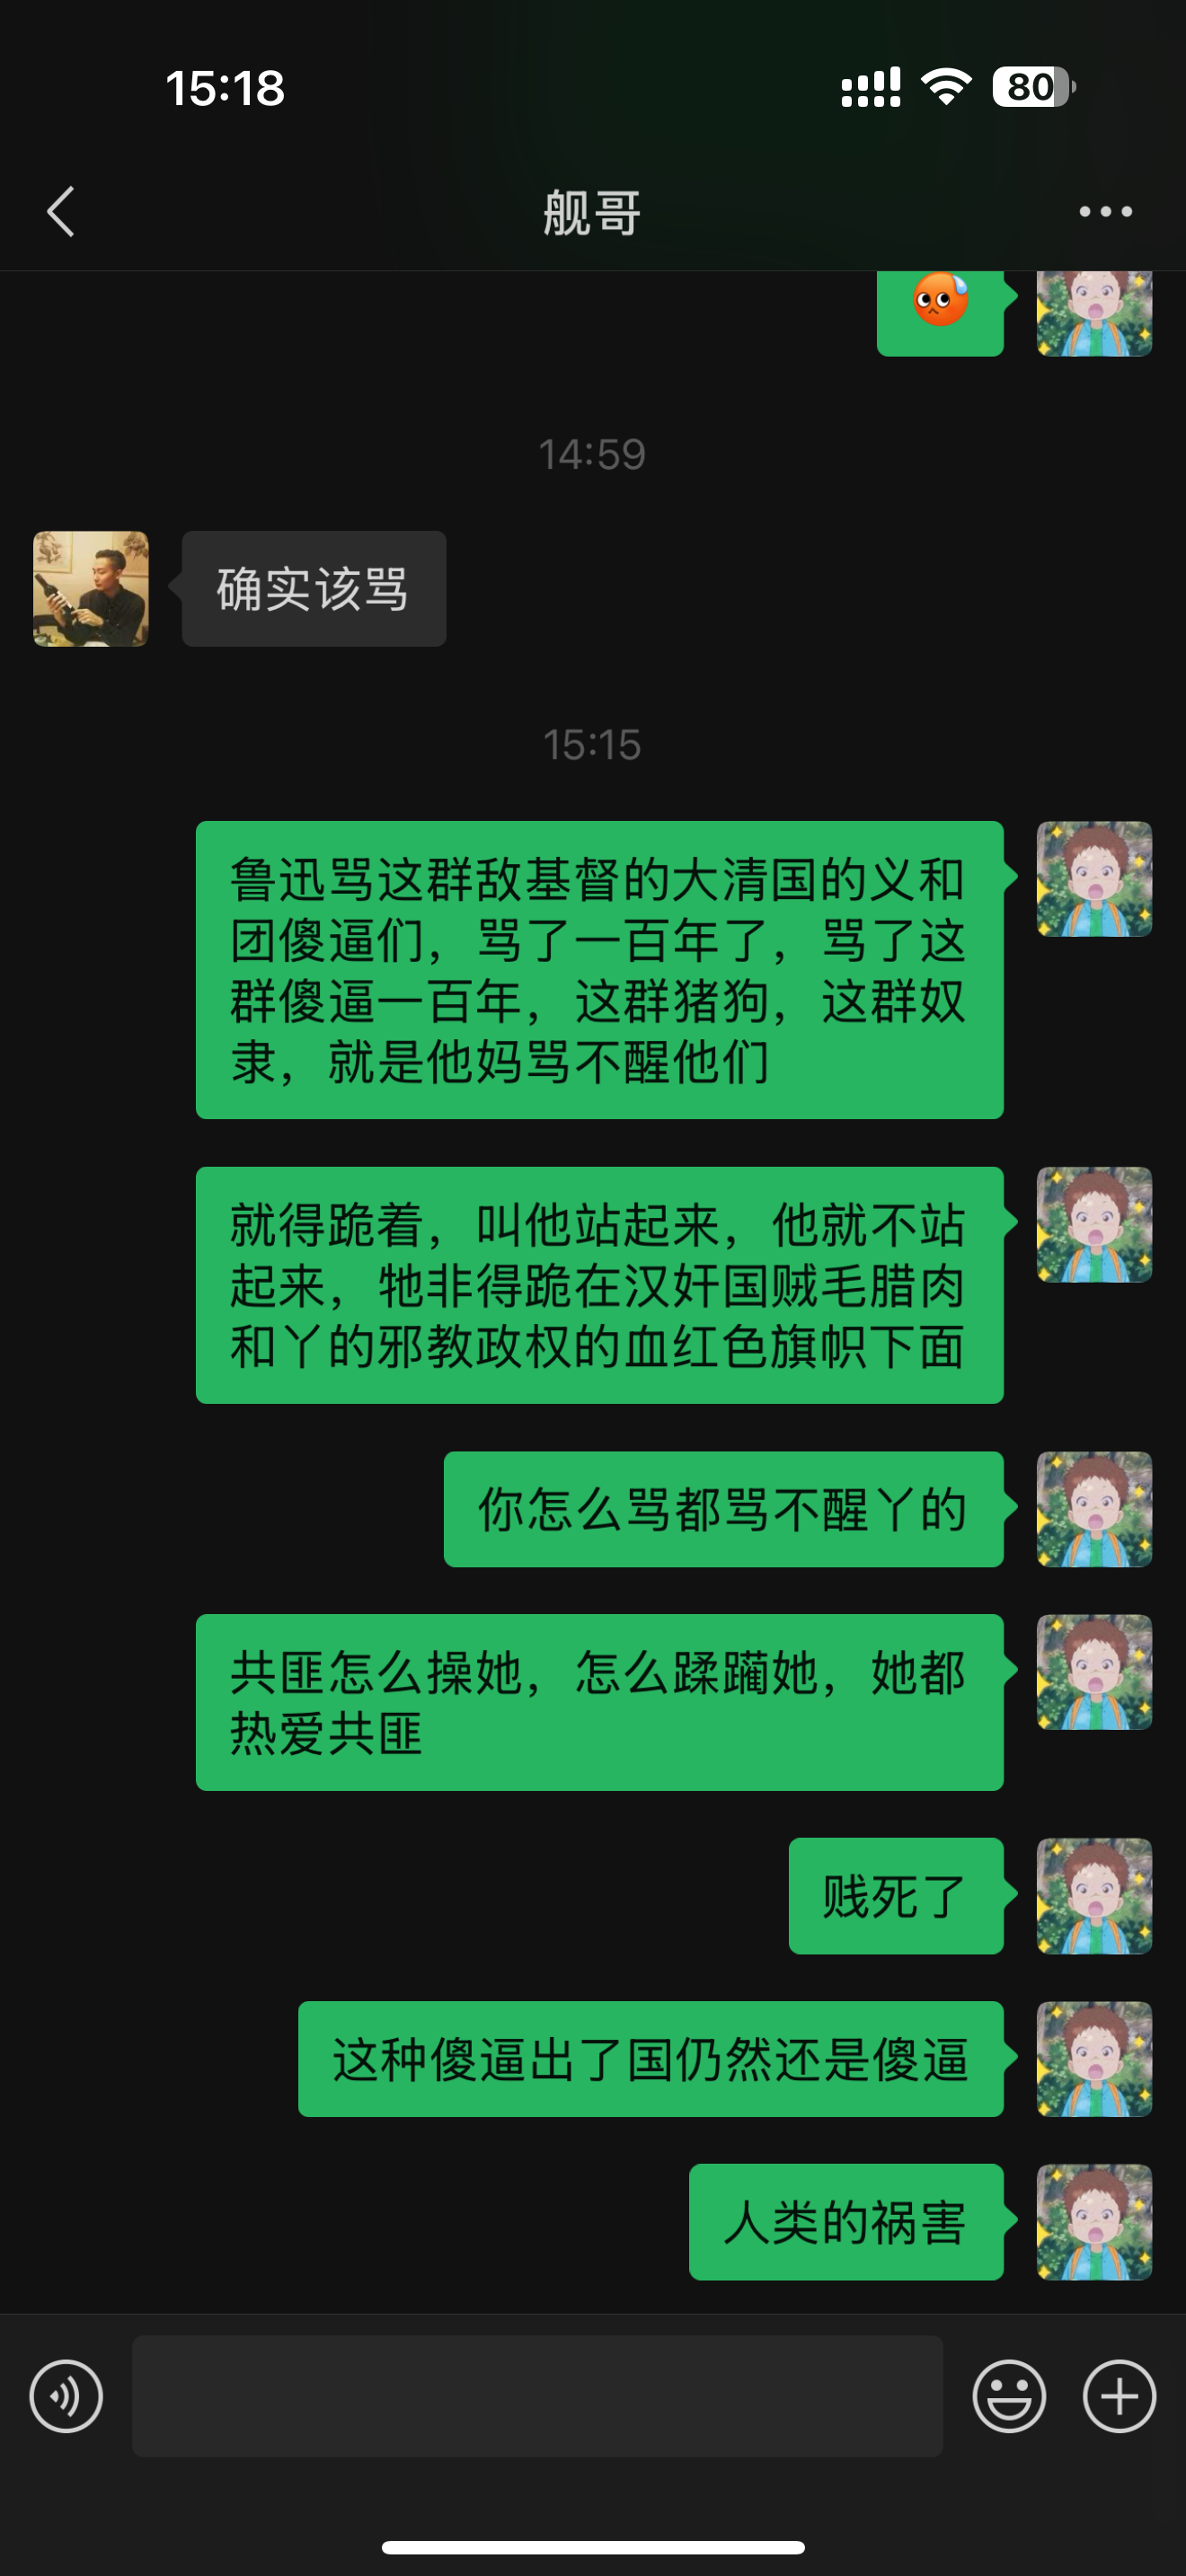 15:18
80
舰哥
14:59
确实该骂
15:15
鲁迅骂这群敌基督的大清国的义和
团傻逼们，骂了一百年了，骂了这
群傻逼一百年，这群猪狗，这群奴
隶，就是他妈骂不醒他们
就得跪着，叫他站起来，他就不站
起来，牠非得跪在汉奸国贼毛腊肉
和丫的邪教政权的血红色旗帜下面
你怎么骂都骂不醒丫的
共匪怎么操她，怎么蹂躏她，她都
热爱共匪
贱死了
这种傻逼出了国仍然还是傻逼
人类的祸害